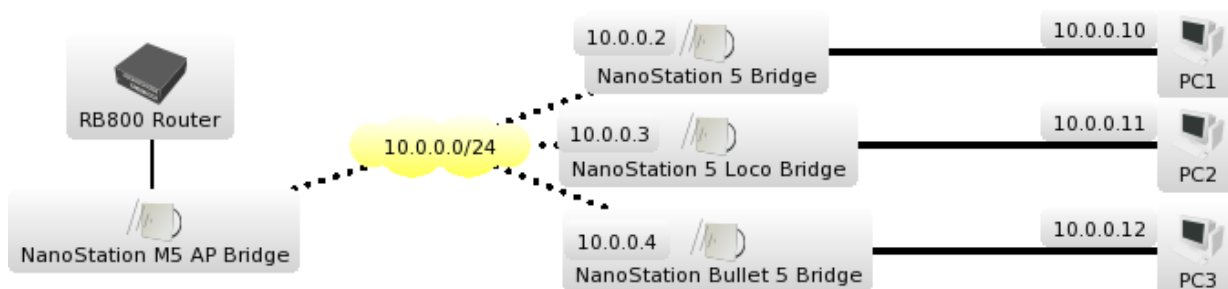 RB800 Router
NanoStation M5 AP Bridge
10.0.0.0/24
10.0.0.2
NanoStation 5 Bridge
10.0.0.10
PC1
10.0.0.3
NanoStation 5 Loco Bridge
10.0.0.11
PC2
10.0.0.4
NanoStation Bullet 5 Bridge
10.0.0.12
PC3